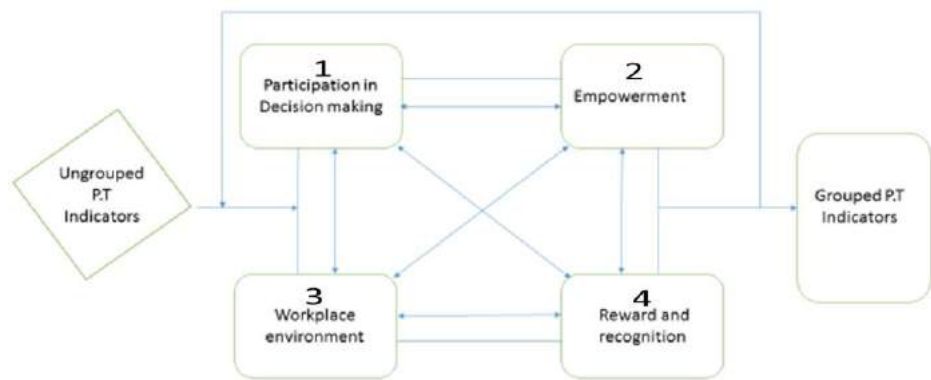 1
Participation in
Decision making
2
Empowerment
Ungrouped
P.T
Indicators
Grouped P.T
Indicators
3
Workplace
environment
4
Reward and
recognition